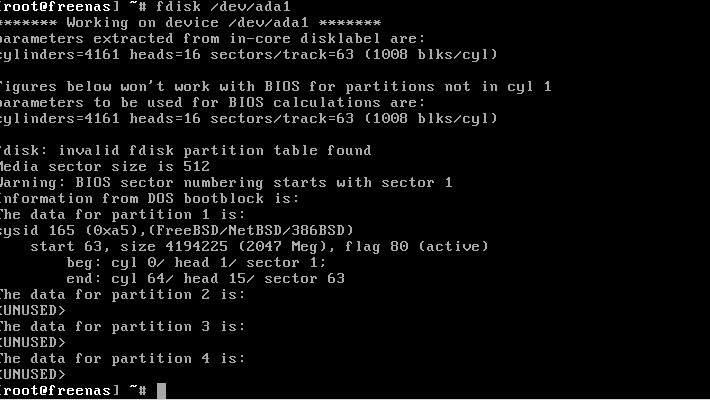 [root@freenas] ~# fdisk /dev/ada1
******* Working on device /dev/ada1 *******
parameters extracted from in-core disklabel are:
cylinders=4161 heads=16 sectors/track=63 (1008 blks/cyl)
Figures below won't work with BIOS for partitions not in cyl 1
parameters to be used for BIOS calculations are:
cylinders=4161 heads=16 sectors/track=63 (1008 blks/cyl)
fdisk: invalid fdisk partition table found
Media sector size is 512
Warning: BIOS sector numbering starts with sector 1
Information from DOS bootblock is:
The data for partition 1 is:
sysid 165 (0xa5),(FreeBSD/NetBSD/386BSD)
start 63, size 4194225 (2047 Meg), flag 80 (active)
beg: cyl 0/ head 1/ sector 1;
end: cyl 64/ head 15/ sector 63
The data for partition 2 is:
<UNUSED>
The data for partition 3 is:
<UNUSED>
The data for partition 4 is:
<UNUSED>
[root@freenas] ~#